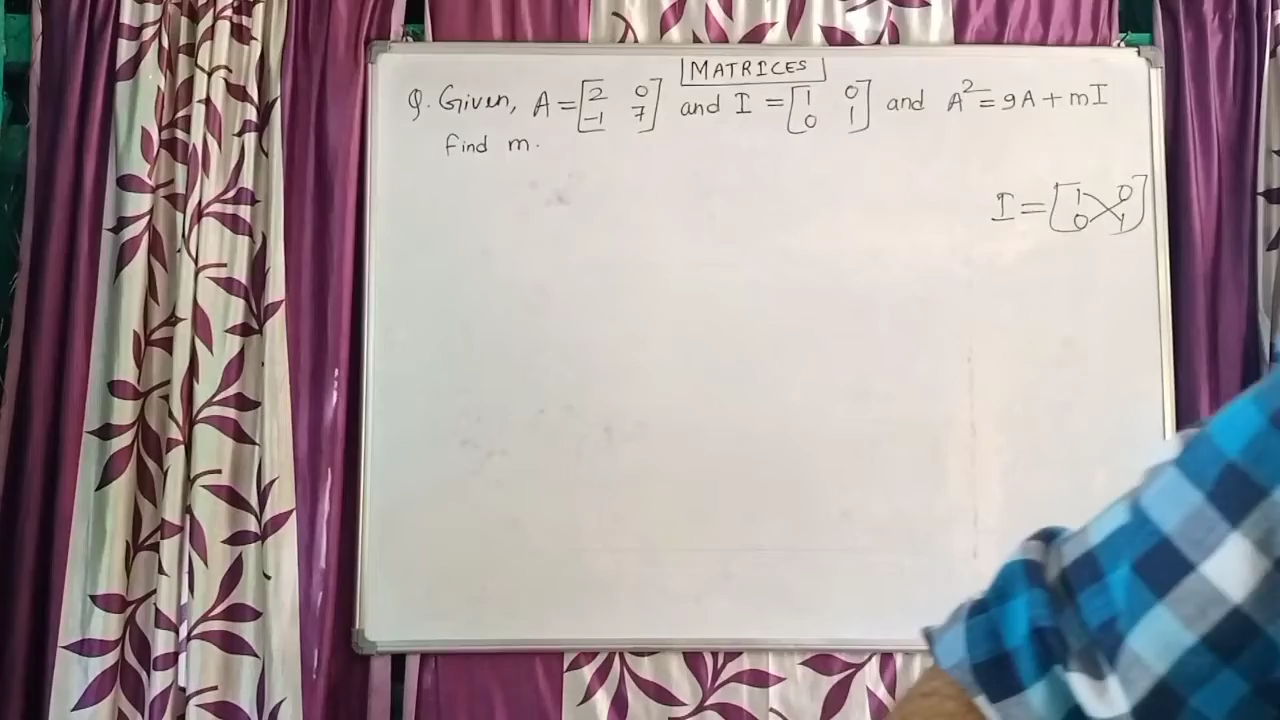 MATRICES
Q. Given, A = [2 0 -1 7] and I = [1 0 0 1] and A² = 9A + mI
Find m.
I = [1 0 0 1]